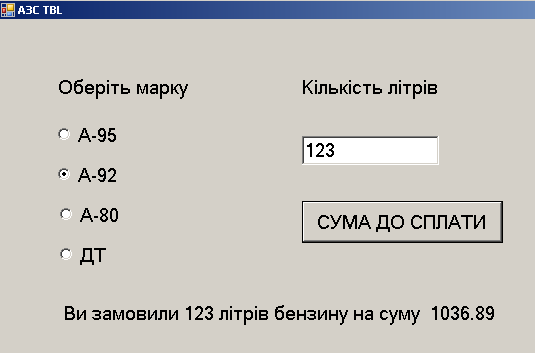 АЗС TBL
Оберіть марку
Кількість літрів
А-95
123
А-92
А-80
СУМА ДО СПЛАТИ
ДТ
Ви замовили 123 літрів бензину на суму 1036.89